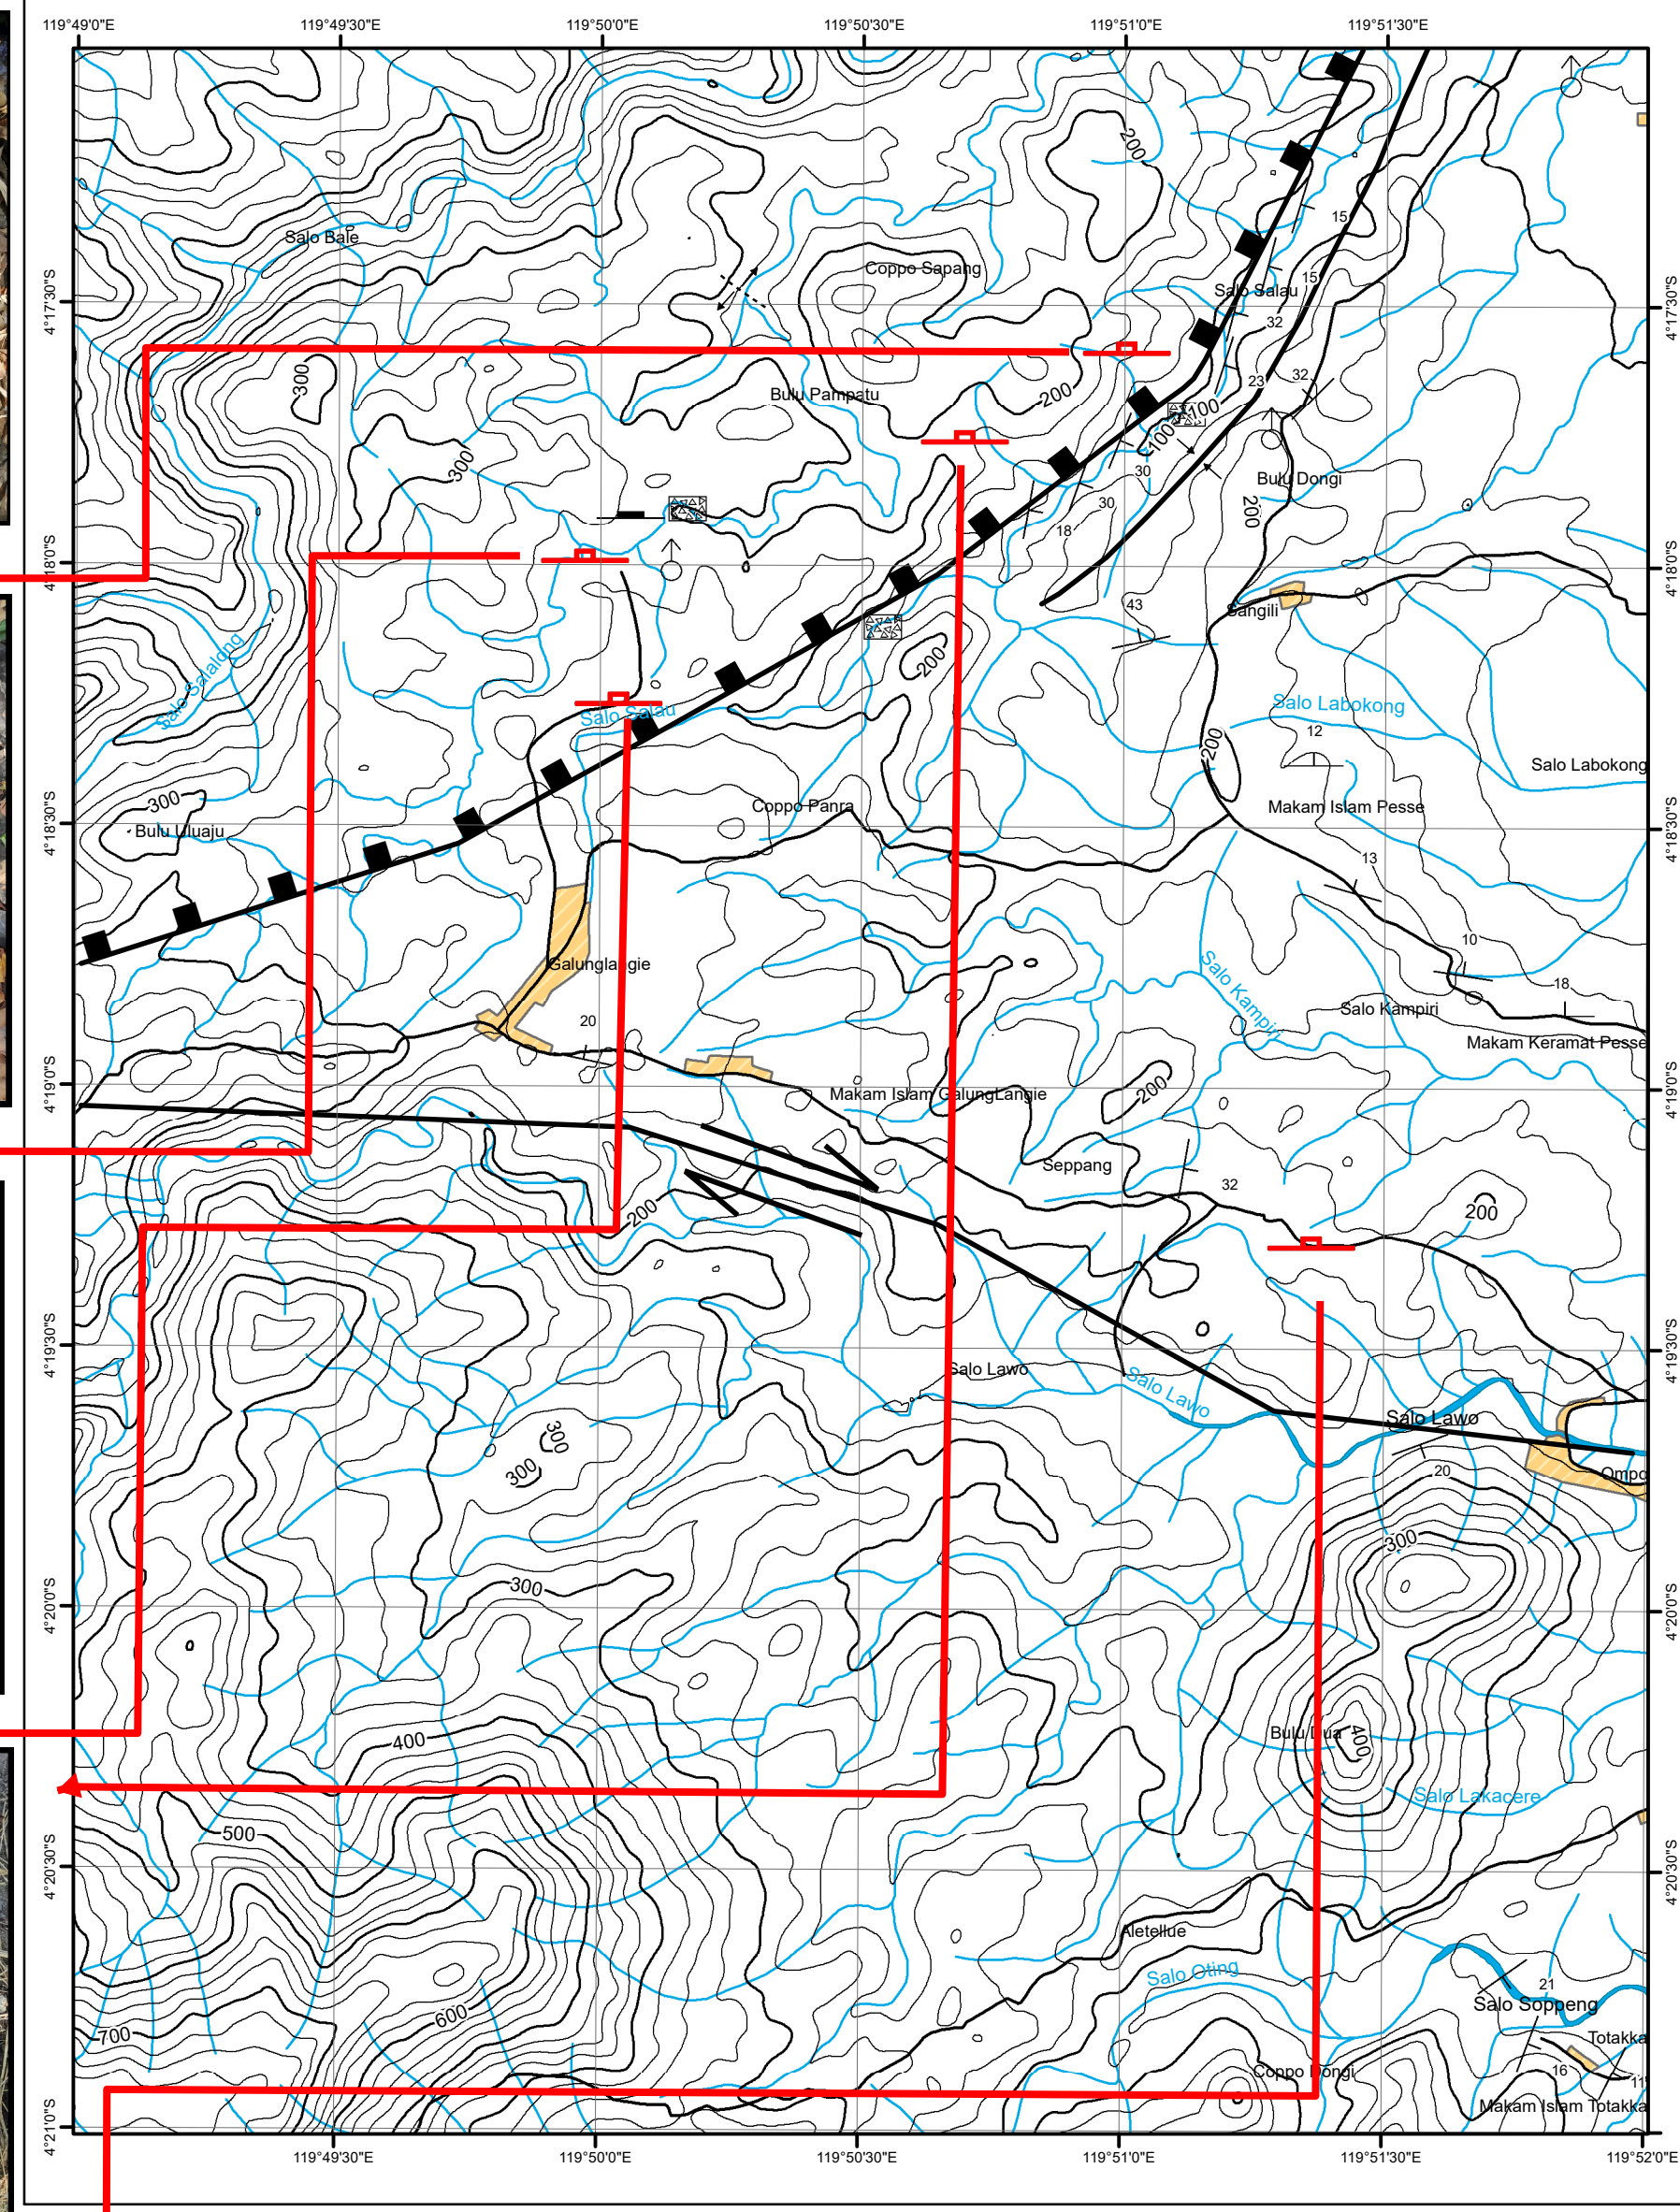 119°49'0"E 119°49'30"E 119°50'0"E 119°50'30"E 119°51'0"E 119°51'30"E
200
15
Salo Bale
Coppo Sapang
15
Salo Salau
4°17'30"S
4°17'30"S
32
300
Bulu Pampatu
200
23
32
100
100
300
30
Bulu Dongi
30
200
18
4°18'0"S
4°18'0"S
43
Sangili
Salo Salalong
200
Salo Salau
Salo Labokong
12
200
Salo Labokong
300
Coppo Panra
Makam Islam Pesse
Bulu Uluaju
4°18'30"S
4°18'30"S
13
10
Galunglangie
Salo Kampiri
18
20
Salo Kampiri
Makam Keramat Pesse
4°19'0"S
4°19'0"S
Makam Islam GalungLangie
200
Seppang
32
200
200
4°19'30"S
4°19'30"S
Salo Lawo
Salo Lawo
Salo Lawo
300
300
20
Ompo
300
300
4°20'0"S
4°20'0"S
400
Bulu Dua
400
Salo Lakacere
500
4°20'30"S
4°20'30"S
Aletellue
Salo Oting
21
Salo Soppeng
600
700
Totakka
Coppo Dongi
16
11
Makam Islam Totakka
4°21'0"S
4°21'0"S
119°49'30"E 119°50'0"E 119°50'30"E 119°51'0"E 119°51'30"E 119°52'0"E